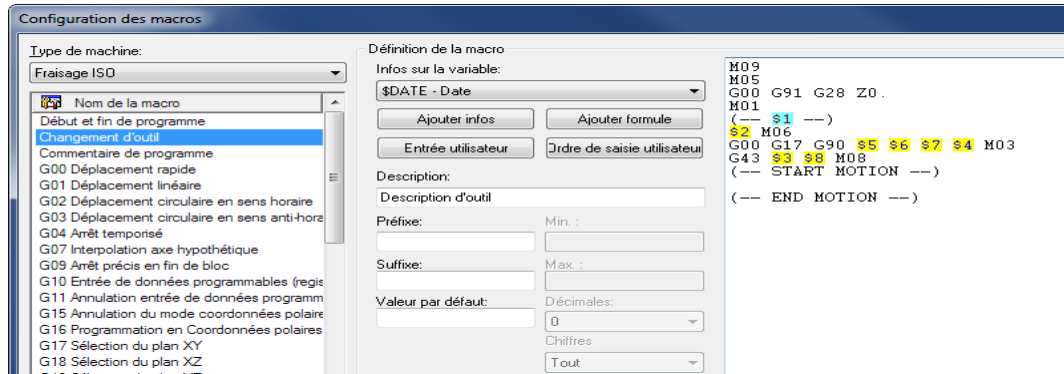 Configuration des macros
Type de machine:
Fraisage ISO
Nom de la macro
Début et fin de programme
Changement d'outil
Commentaire de programme
G00 Déplacement rapide
G01 Déplacement linéaire
G02 Déplacement circulaire en sens horaire
G03 Déplacement circulaire en sens anti-hora
G04 Arrêt temporisé
G07 Interpolation axe hypothétique
G09 Arrêt précis en fin de bloc
G10 Entrée de données programmables (regis
G11 Annulation entrée de données programm
G15 Annulation du mode coordonnées polaire
G16 Programmation en Coordonnées polaires
G17 Sélection du plan XY
G18 Sélection du plan XZ
Définition de la macro
Infos sur la variable:
$DATE - Date
Ajouter infos
Ajouter formule
Entrée utilisateur
Ordre de saisie utilisateur
Description:
Description d'outil
Préfixe:
Min. :
Suffixe:
Max. :
Valeur par défaut:
Décimales:
0
Chiffres
Tout
M09
M05
G00 G91 G28 Z0.
M01
(-- $1 --)
$2 M06
G00 G17 G90 $5 $6 $7 $4 M03
G43 $3 $8 M08
(-- START MOTION --)
(-- END MOTION --)